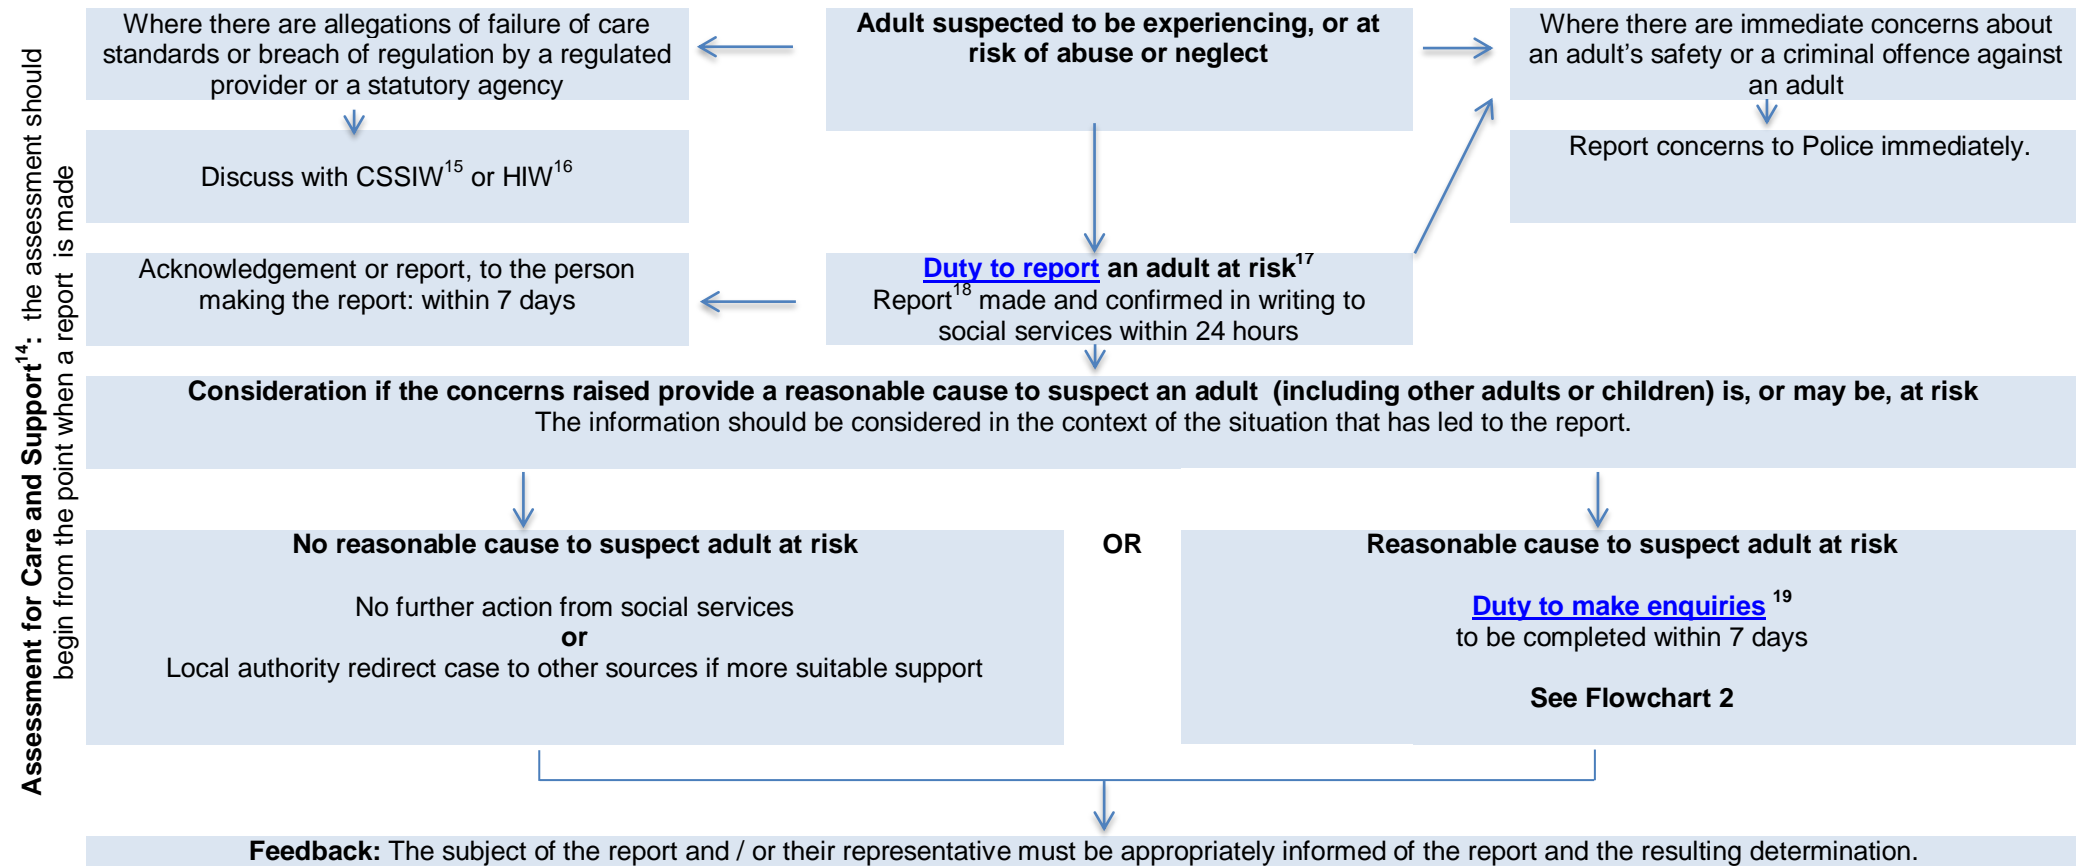 Assessment for Care and Support14: the assessment should
begin from the point when a report is made
Where there are allegations of failure of care
standards or breach of regulation by a regulated
provider or a statutory agency
Adult suspected to be experiencing, or at
risk of abuse or neglect
Where there are immediate concerns about
an adult’s safety or a criminal offence against
an adult
Discuss with CSSIW15 or HIW16
Report concerns to Police immediately.
Acknowledgement or report, to the person
making the report: within 7 days
Duty to report an adult at risk17
Report18 made and confirmed in writing to
social services within 24 hours
Consideration if the concerns raised provide a reasonable cause to suspect an adult (including other adults or children) is, or may be, at risk
The information should be considered in the context of the situation that has led to the report.
No reasonable cause to suspect adult at risk
No further action from social services
or
Local authority redirect case to other sources if more suitable support
OR
Reasonable cause to suspect adult at risk
Duty to make enquiries 19
to be completed within 7 days
See Flowchart 2
Feedback: The subject of the report and / or their representative must be appropriately informed of the report and the resulting determination.